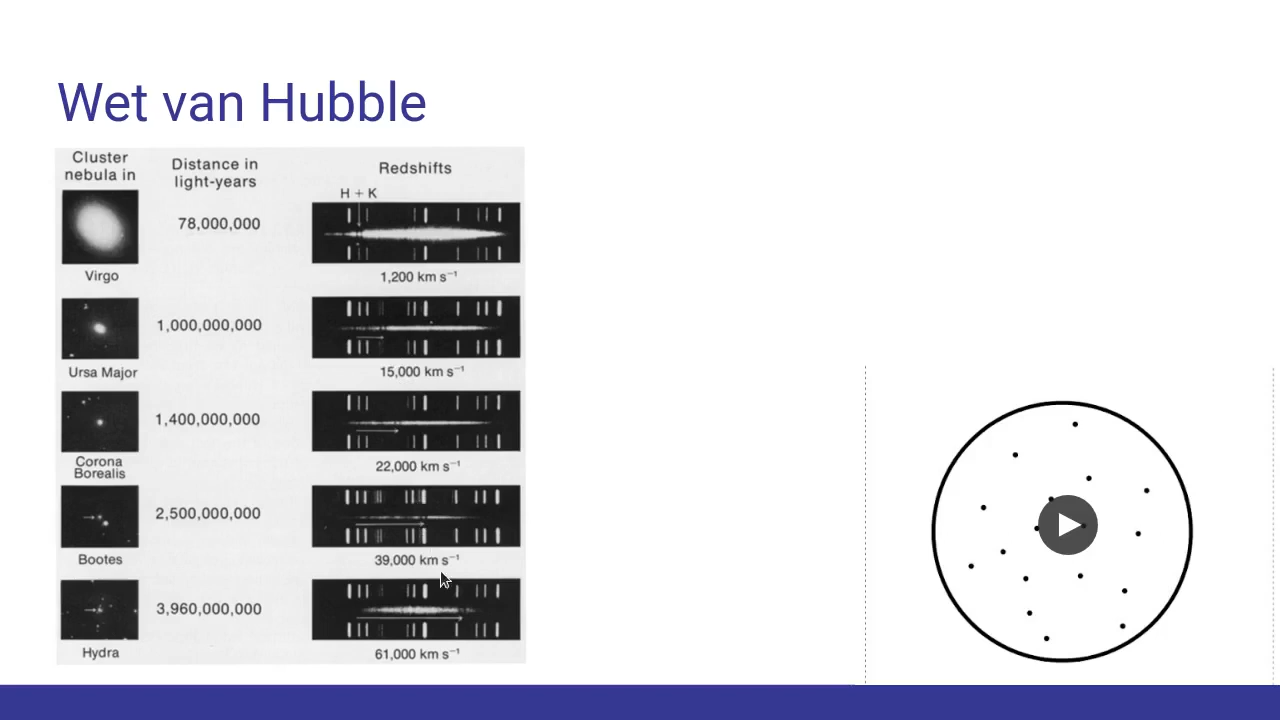 Wet van Hubble
Cluster
nebula in
Distance in
light-years
Redshifts
H + K
78,000,000
Virgo
1,200 km s⁻¹
1,000,000,000
Ursa Major
15,000 km s⁻¹
1,400,000,000
Corona
Borealis
22,000 km s⁻¹
2,500,000,000
Bootes
39,000 km s⁻¹
3,960,000,000
Hydra
61,000 km s⁻¹